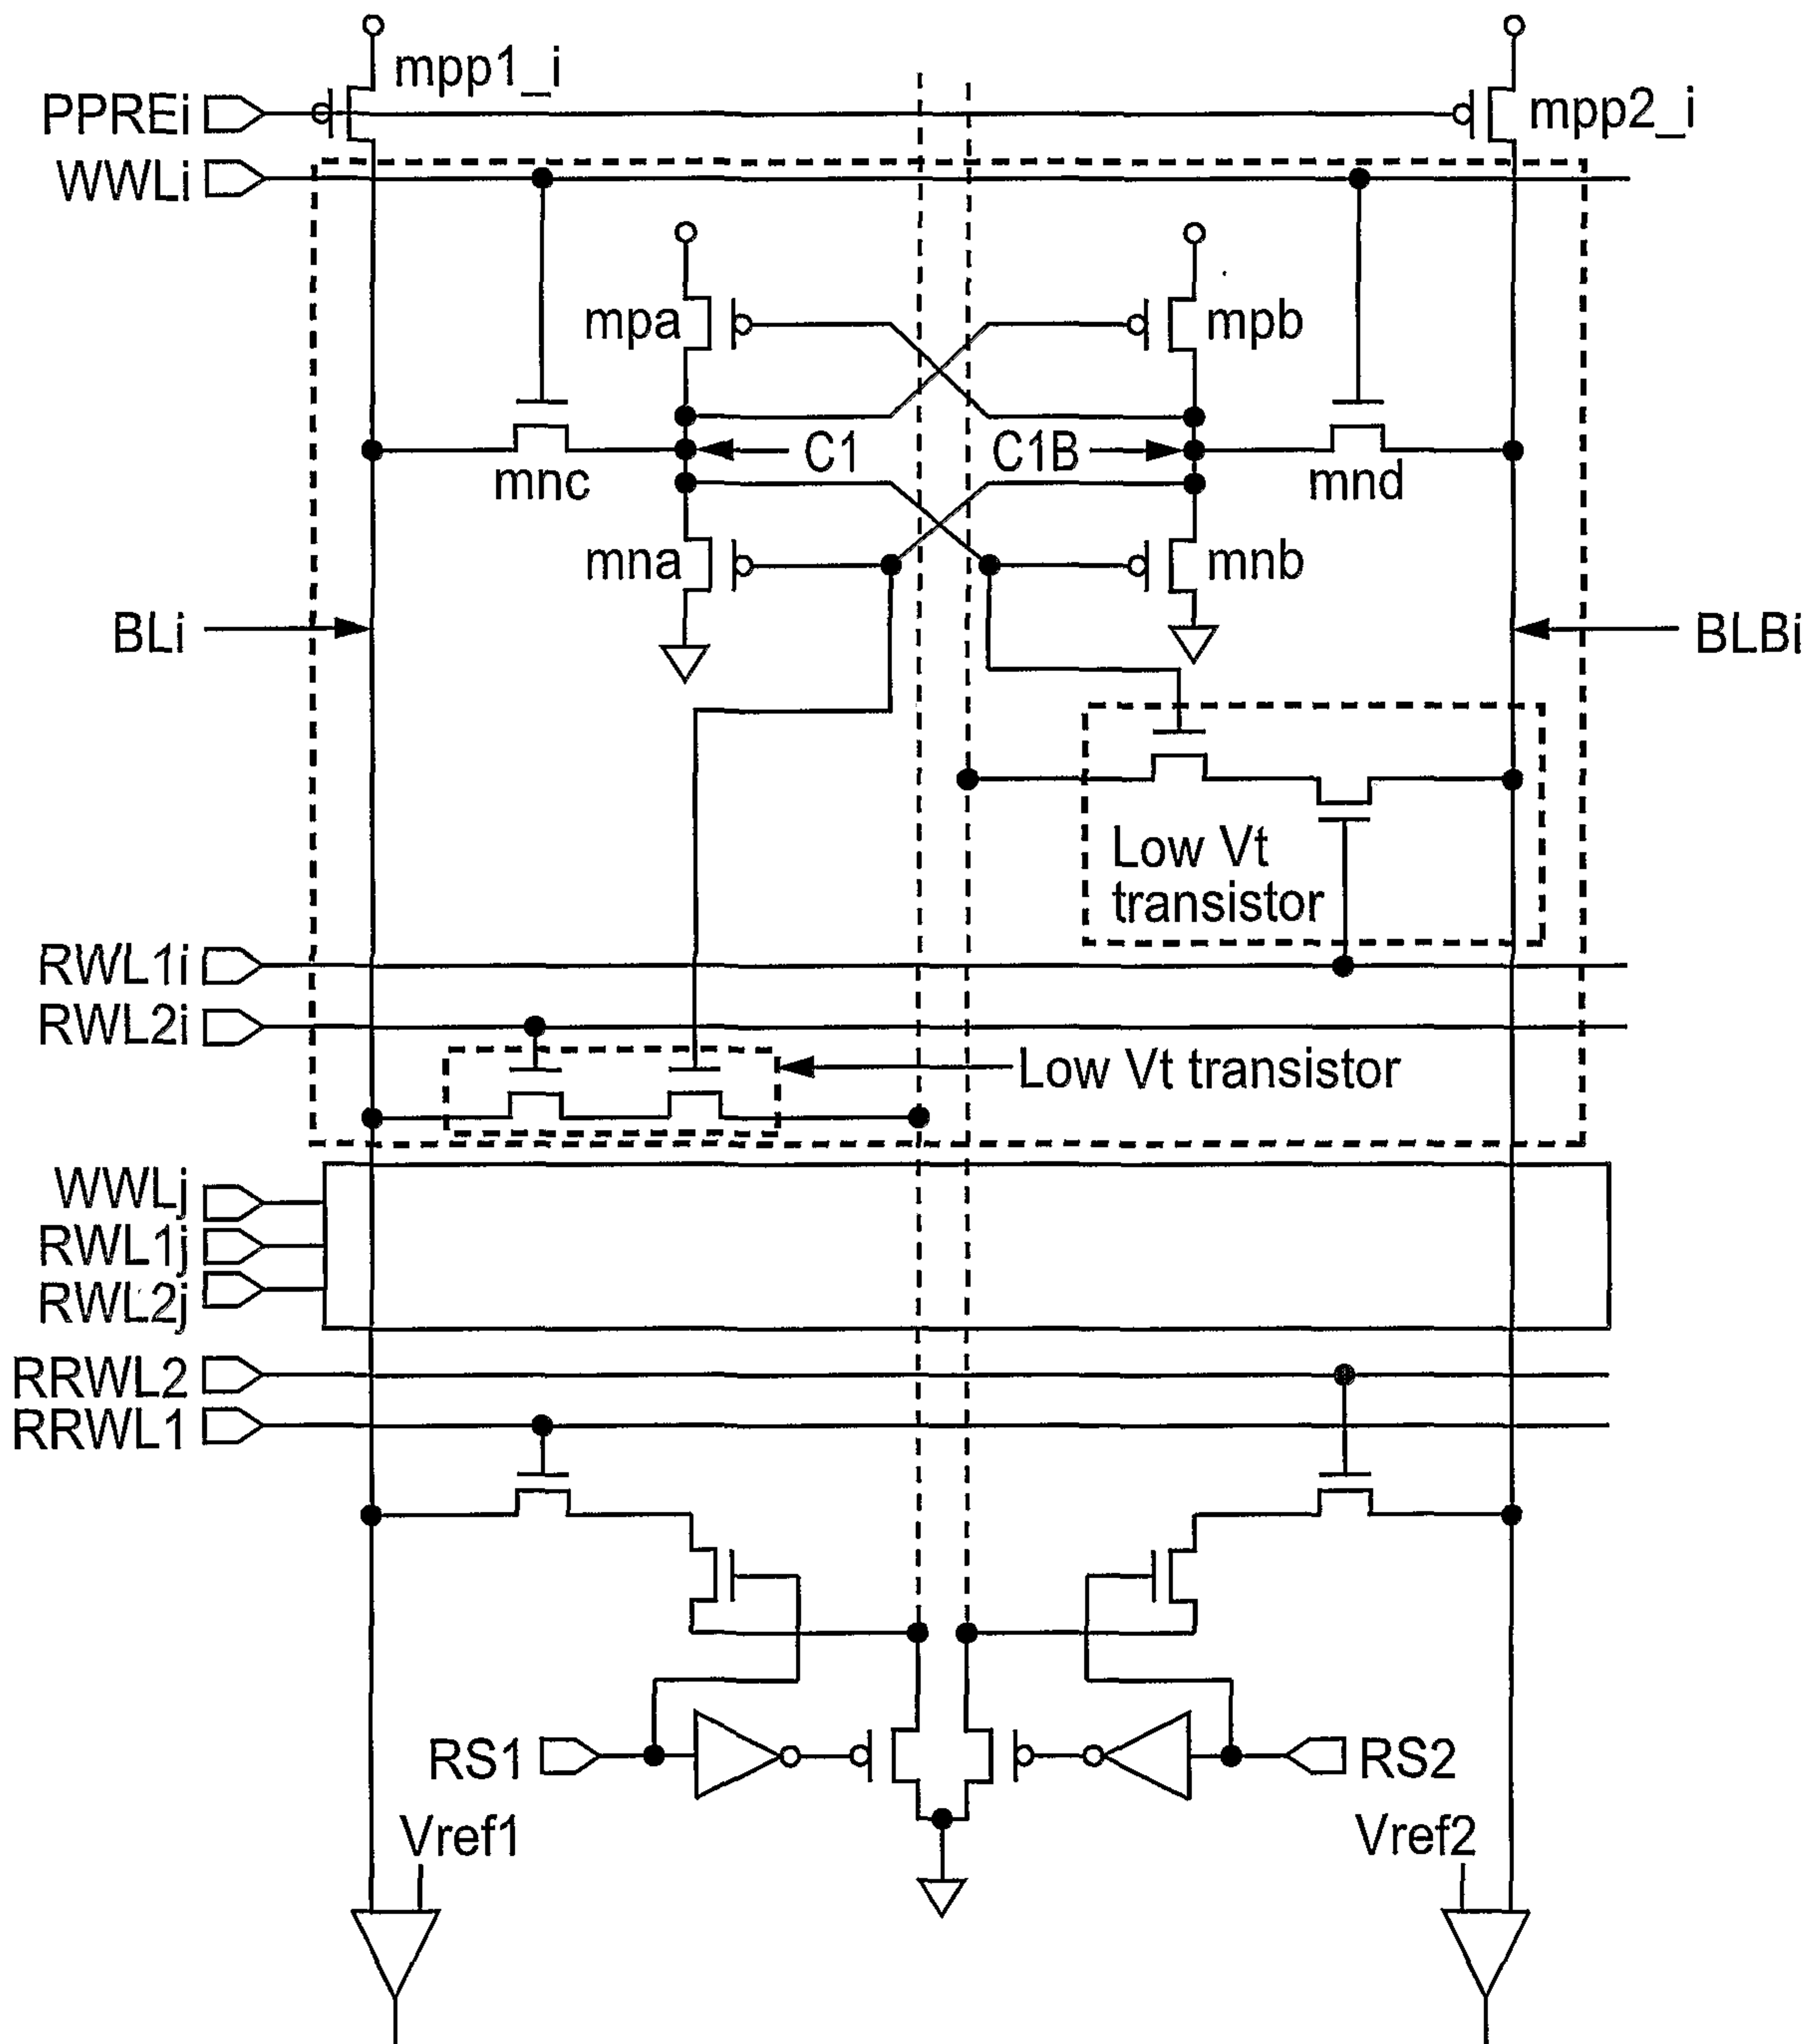 mpp1_i
PPREi
mpp2_i
WWLi
mpa
mpb
C1
C1B
mnc
mnd
mna
mnb
BLi
BLBi
Low Vt
transistor
RWL1i
RWL2i
Low Vt transistor
WWLj
RWL1j
RWL2j
RRWL2
RRWL1
RS1
RS2
Vref1
Vref2